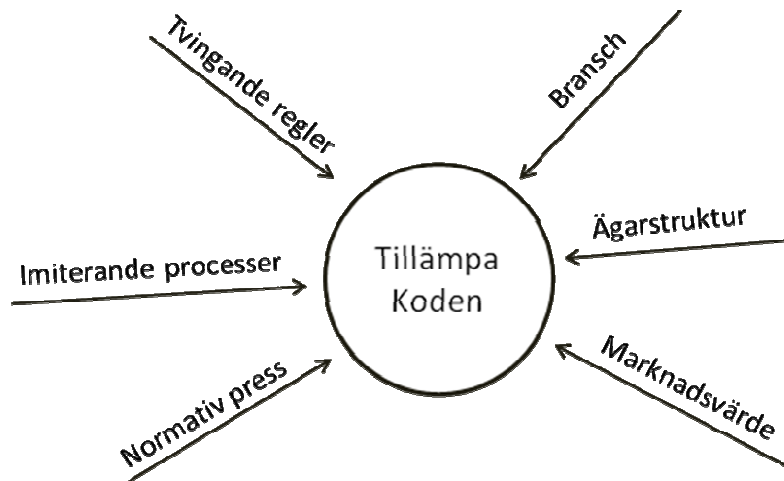 Tvingande regler
Bransch
Ägarstruktur
Imiterande processer
Tillämpa
Koden
Marknadsvärde
Normativ press